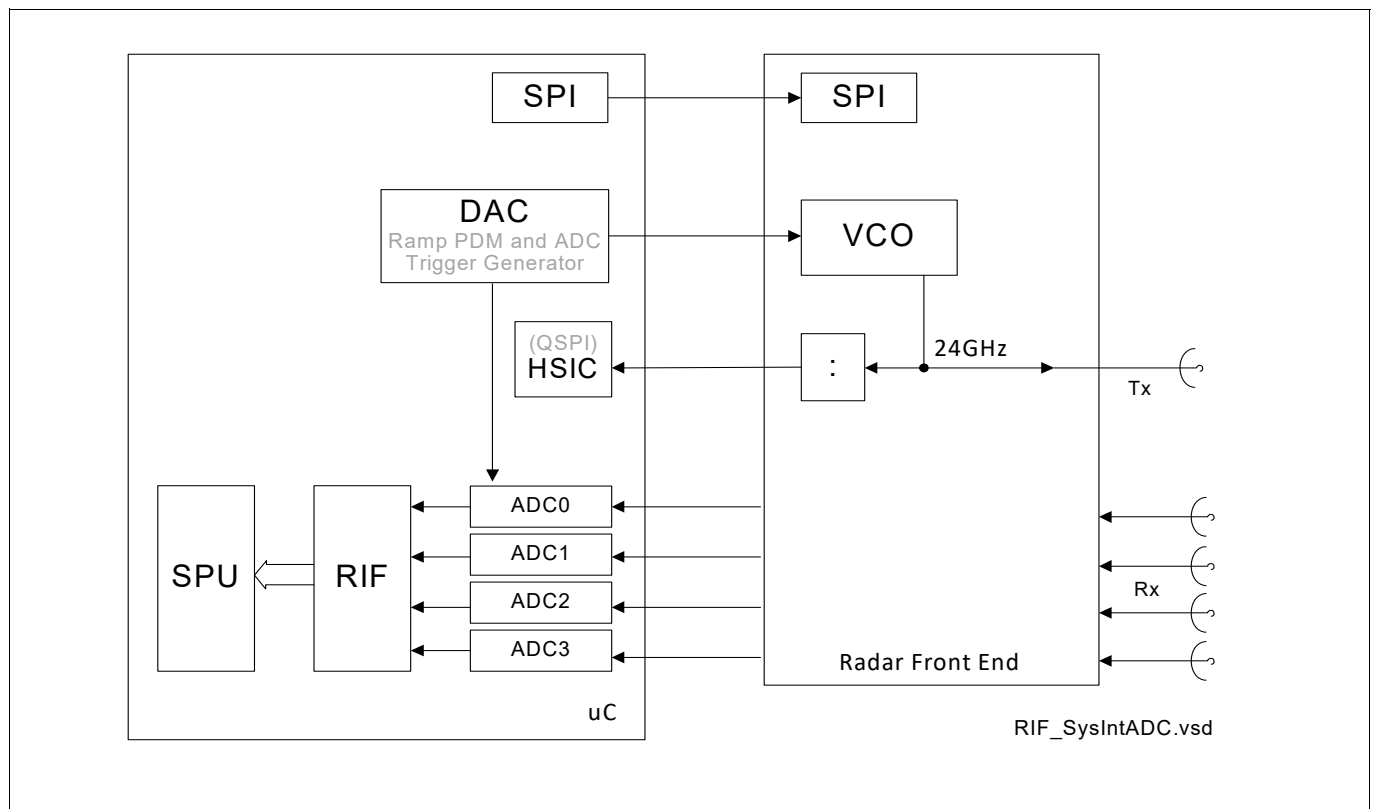 SPI
SPI
DAC
Ramp PDM and ADC
Trigger Generator
VCO
(QSPI)
HSIC
:
24GHz
Tx
SPU
RIF
ADC0
ADC1
ADC2
ADC3
Rx
Radar Front End
uC
RIF_SysIntADC.vsd